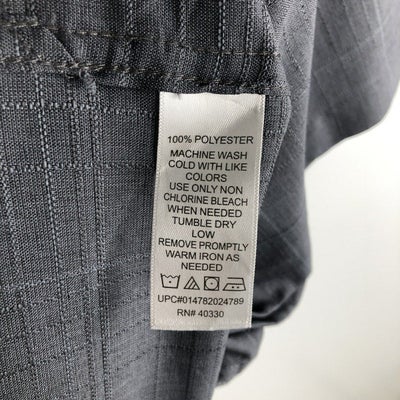 100% POLYESTER
MACHINE WASH
COLD WITH LIKE
COLORS
USE ONLY NON
CHLORINE BLEACH
WHEN NEEDED
TUMBLE DRY
LOW
REMOVE PROMPTLY
WARM IRON AS
NEEDED
UPC#014782024789
RN# 40330